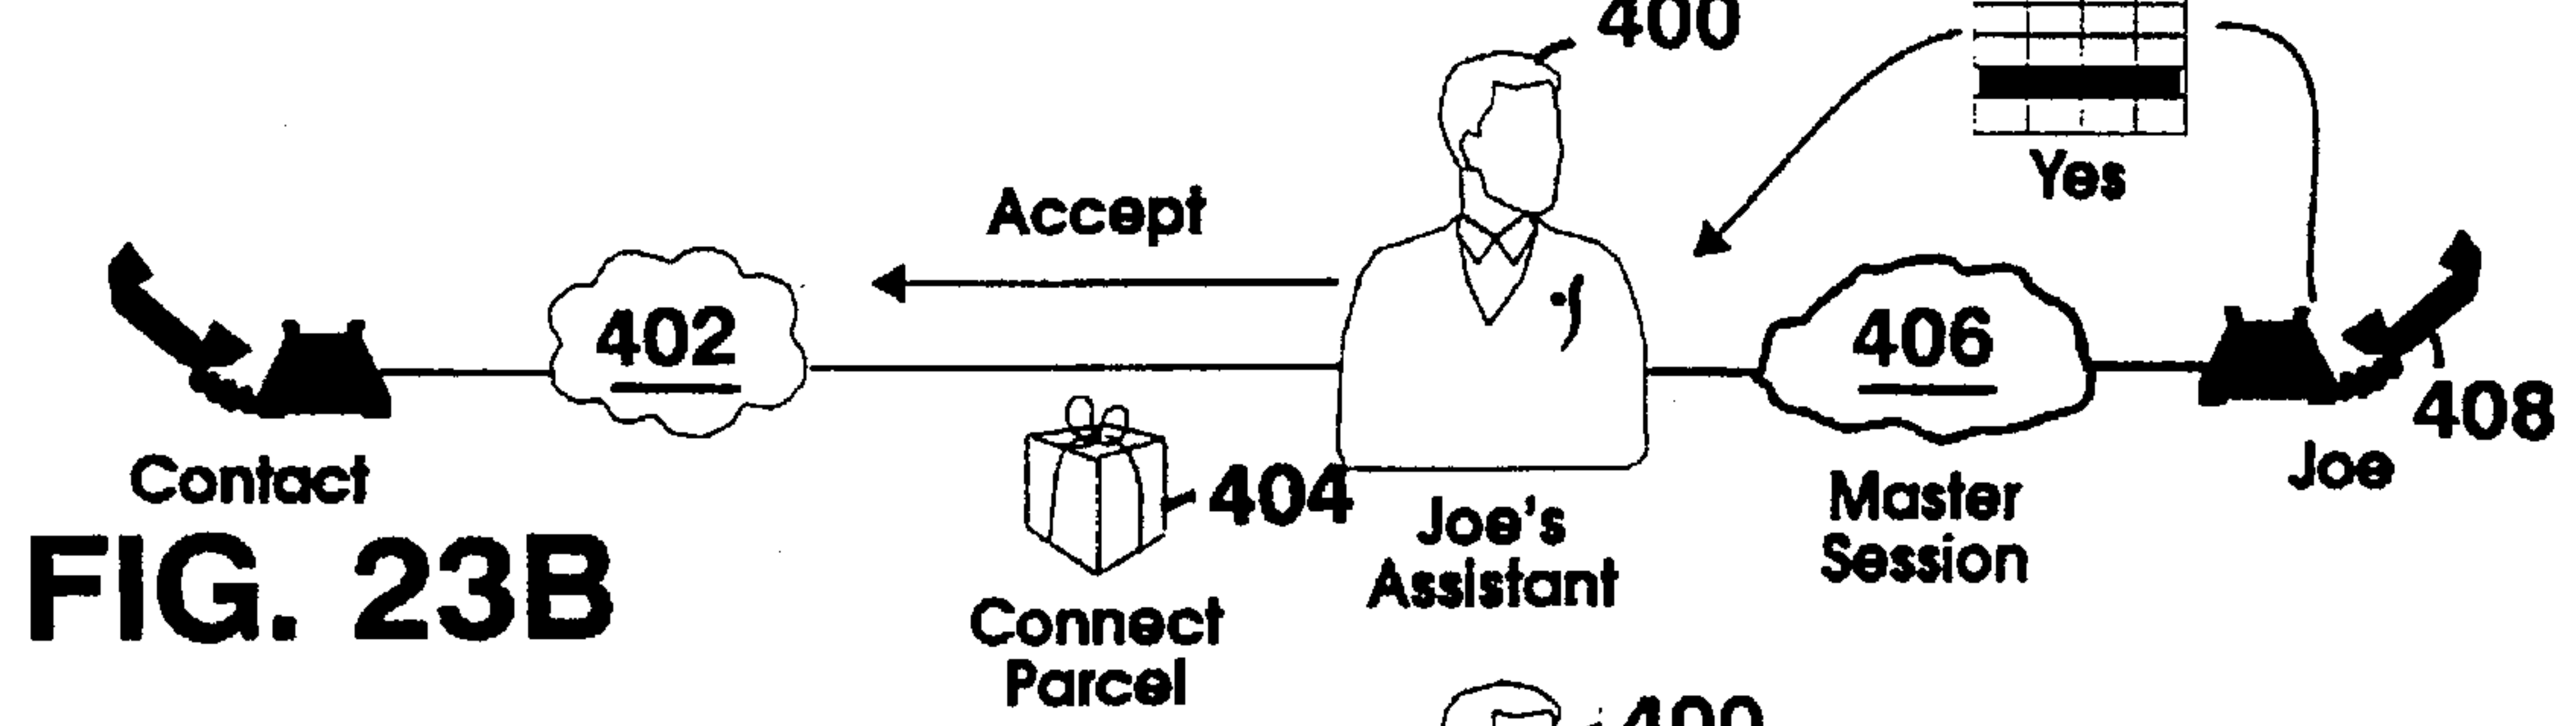 400
Yes
Accept
402
406
408
Contact
Joe
404
Joe's
Assistant
Master
Session
FIG. 23B
Connect
Parcel
400